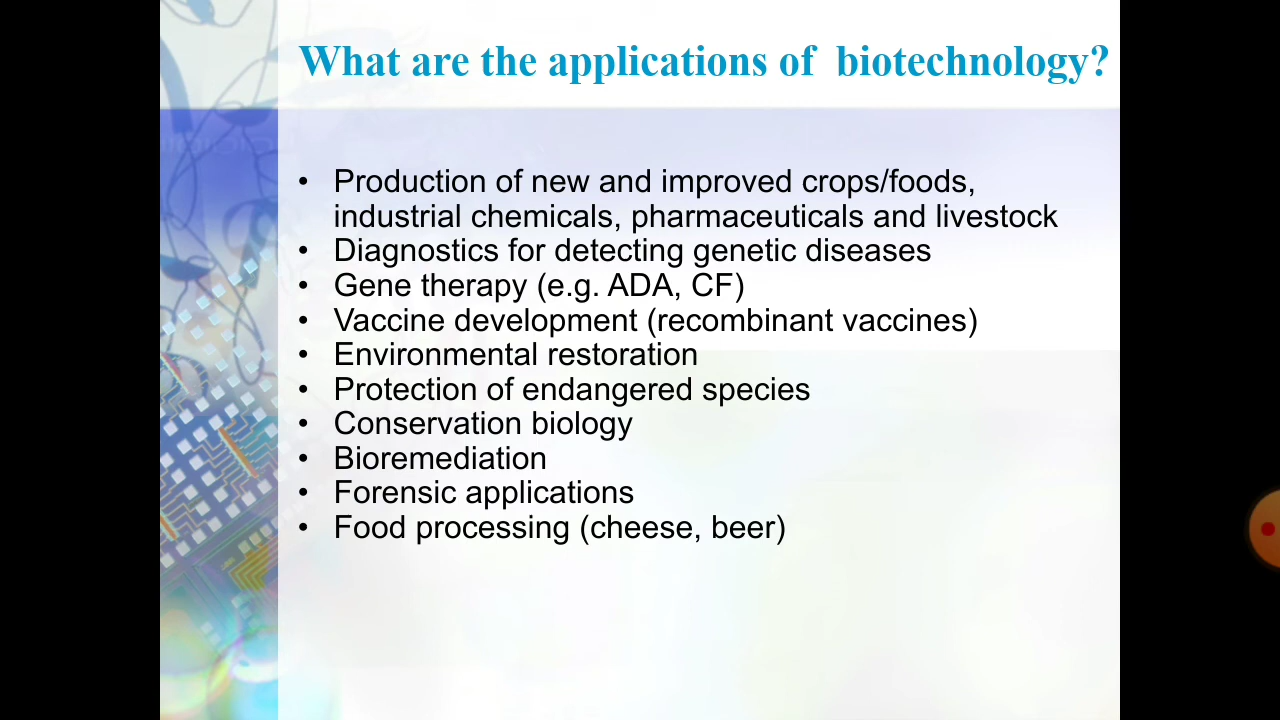 What are the applications of  biotechnology?
• Production of new and improved crops/foods,
industrial chemicals, pharmaceuticals and livestock
• Diagnostics for detecting genetic diseases
• Gene therapy (e.g. ADA, CF)
• Vaccine development (recombinant vaccines)
• Environmental restoration
• Protection of endangered species
• Conservation biology
• Bioremediation
• Forensic applications
• Food processing (cheese, beer)